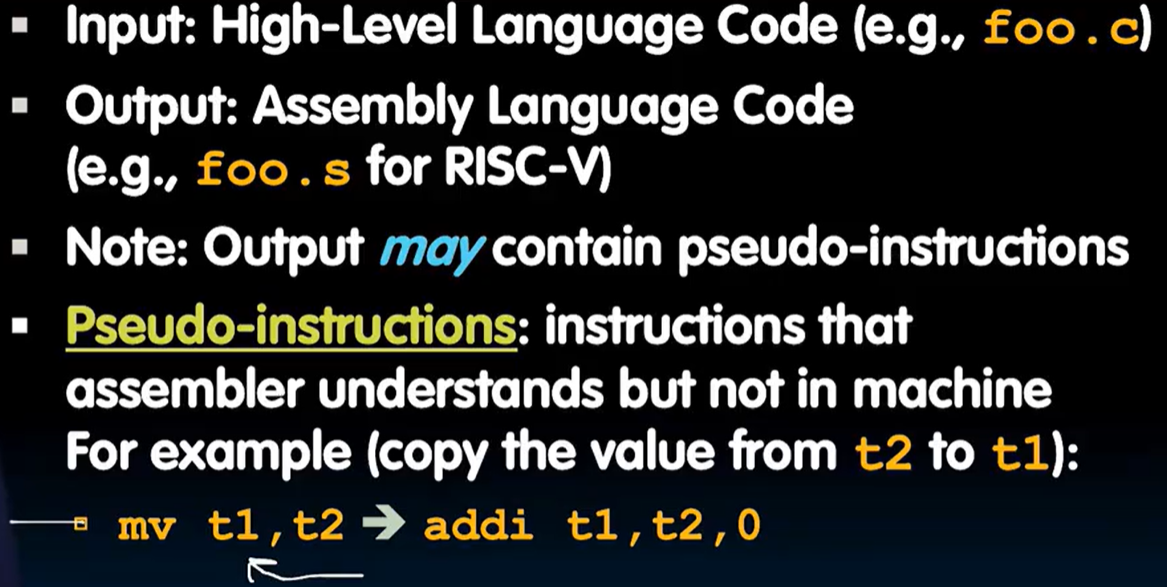 Input: High-Level Language Code (e.g., foo.c)
Output: Assembly Language Code
(e.g., foo.s for RISC-V)
Note: Output may contain pseudo-instructions
Pseudo-instructions: instructions that
assembler understands but not in machine
For example (copy the value from t2 to t1):
mv t1,t2 ➔ addi t1,t2,0